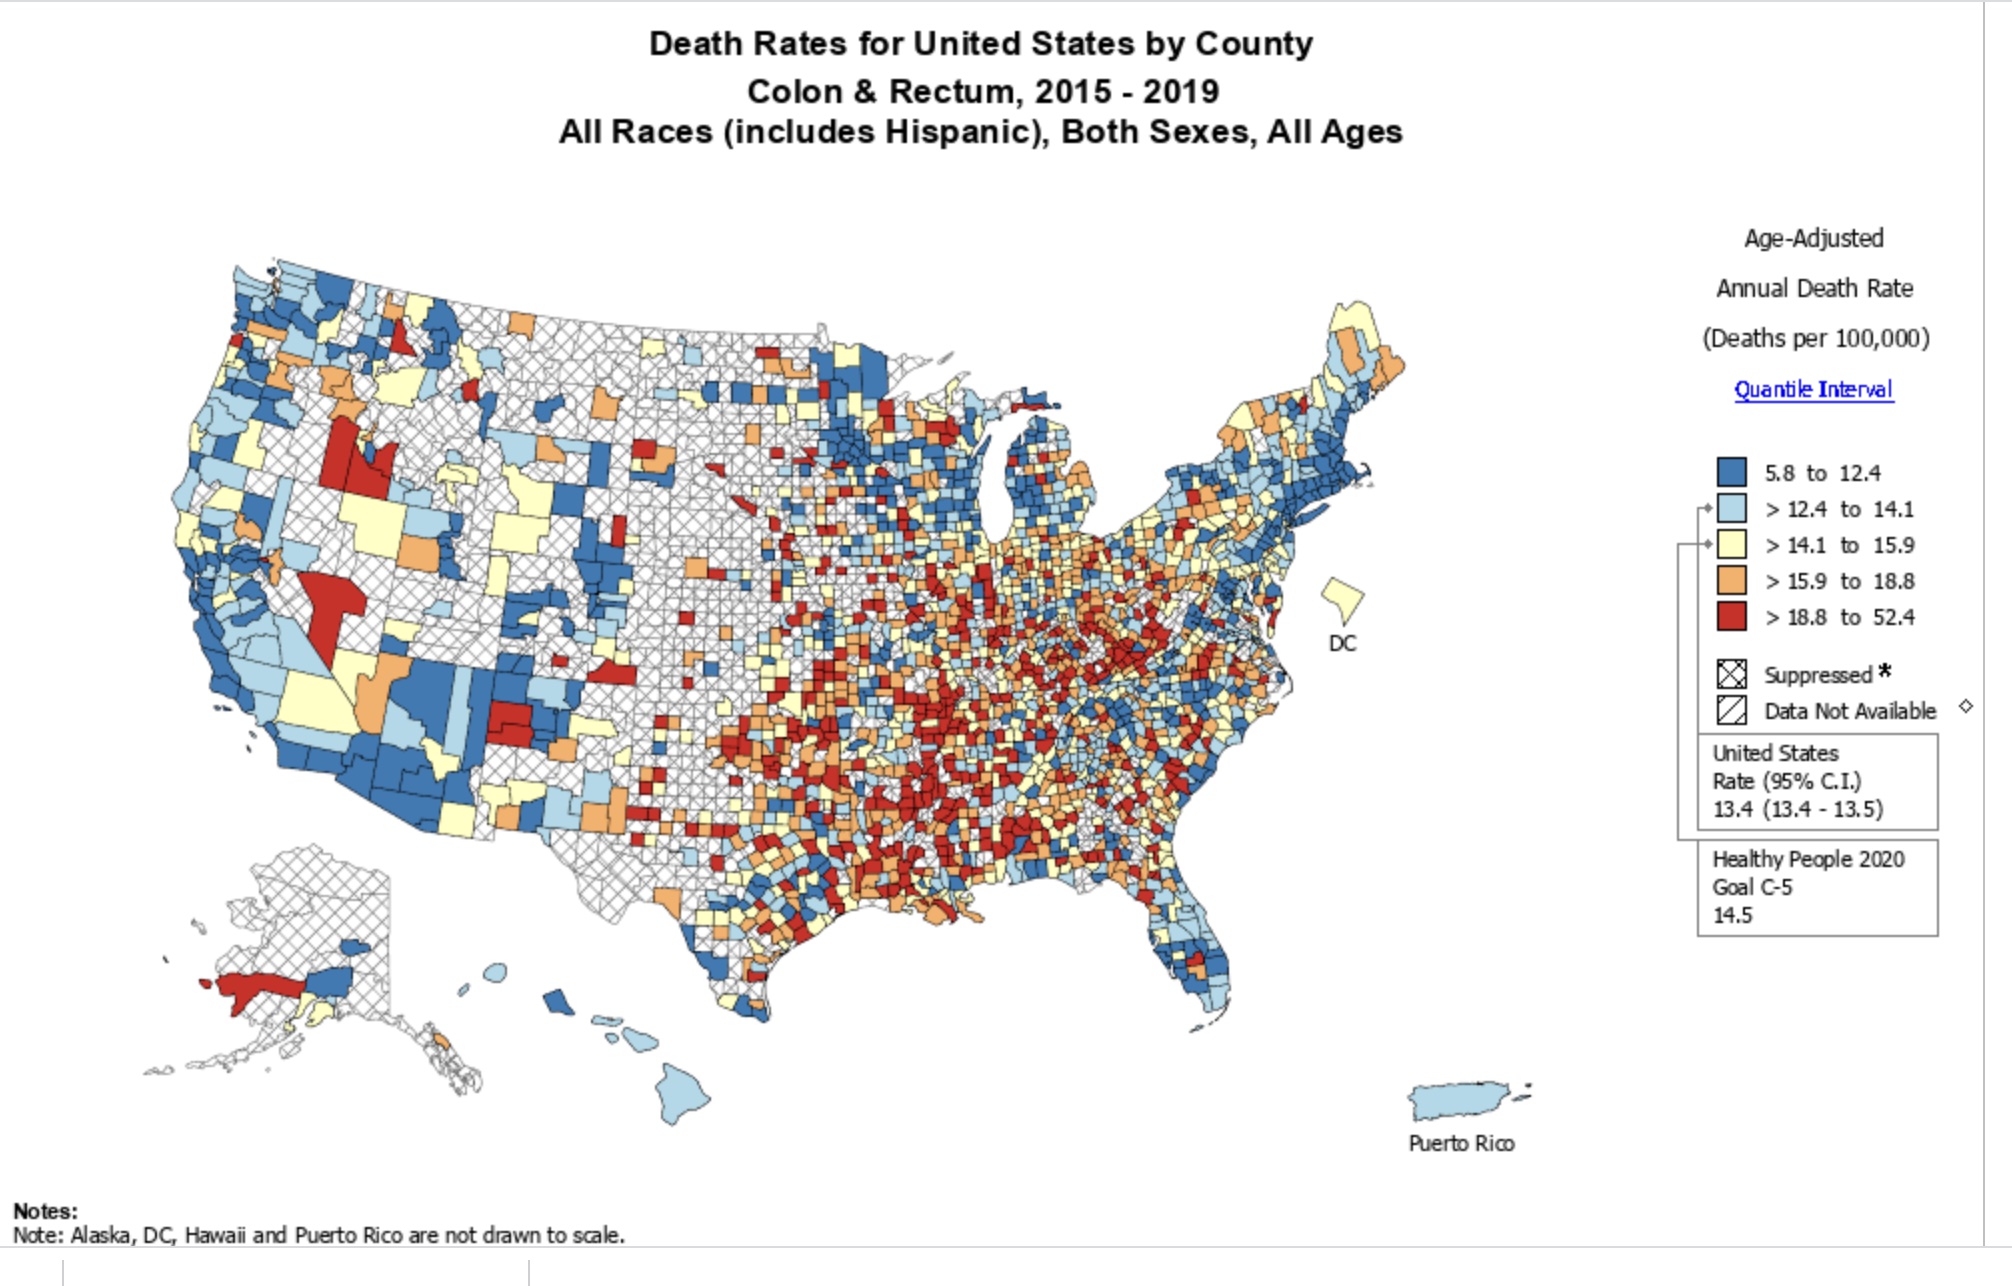 Death Rates for United States by County
Colon & Rectum, 2015 - 2019
All Races (includes Hispanic), Both Sexes, All Ages
Age-Adjusted
Annual Death Rate
(Deaths per 100,000)
Quantile Interval
5.8 to 12.4
> 12.4 to 14.1
> 14.1 to 15.9
> 15.9 to 18.8
> 18.8 to 52.4
Suppressed *
Data Not Available ◇
United States
Rate (95% C.I.)
13.4 (13.4 - 13.5)
Healthy People 2020
Goal C-5
14.5
DC
Puerto Rico
Notes:
Note: Alaska, DC, Hawaii and Puerto Rico are not drawn to scale.